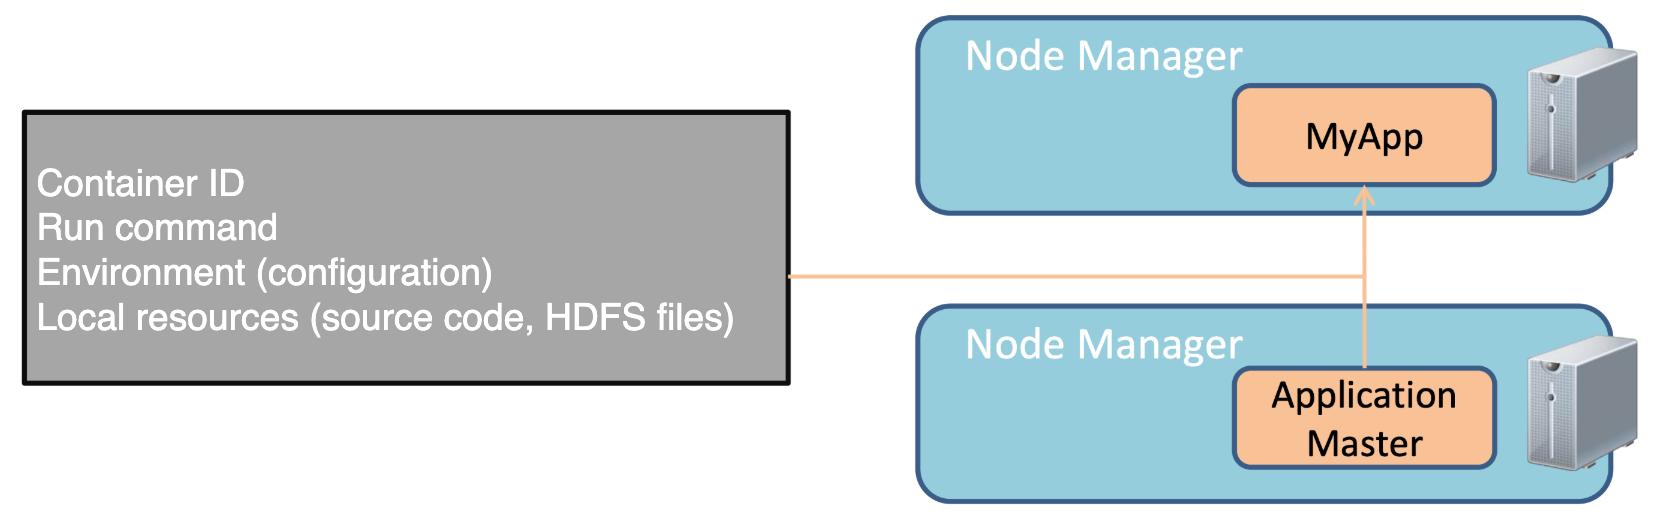 Node Manager
MyApp
Container ID
Run command
Environment (configuration)
Local resources (source code, HDFS files)
Node Manager
Application
Master